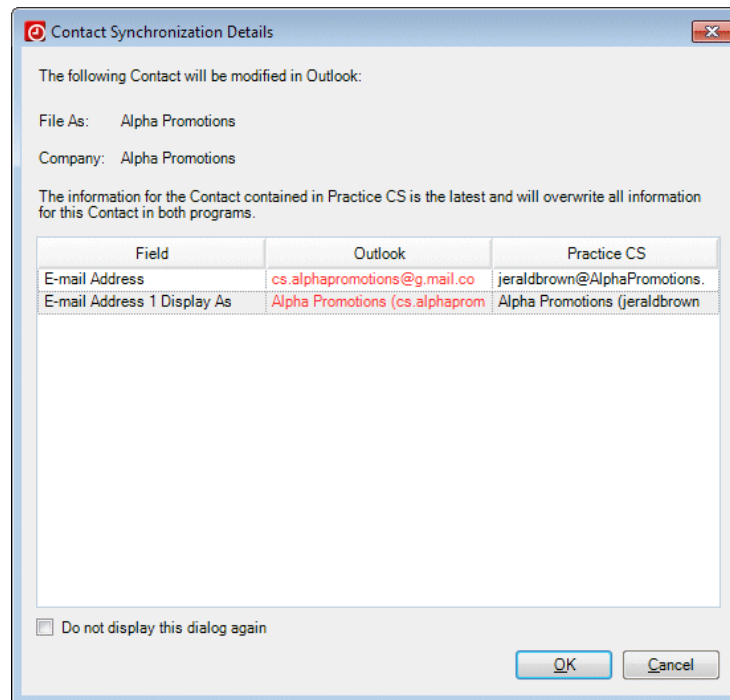 Contact Synchronization Details
The following Contact will be modified in Outlook:
File As: Alpha Promotions
Company: Alpha Promotions
The information for the Contact contained in Practice CS is the latest and will overwrite all information
for this Contact in both programs.
Field Outlook Practice CS
E-mail Address cs.alphapromotions@g.mail.co jeraldbrown@AlphaPromotions.
E-mail Address 1 Display As Alpha Promotions (cs.alphaprom Alpha Promotions (jeraldbrown
Do not display this dialog again
OK Cancel